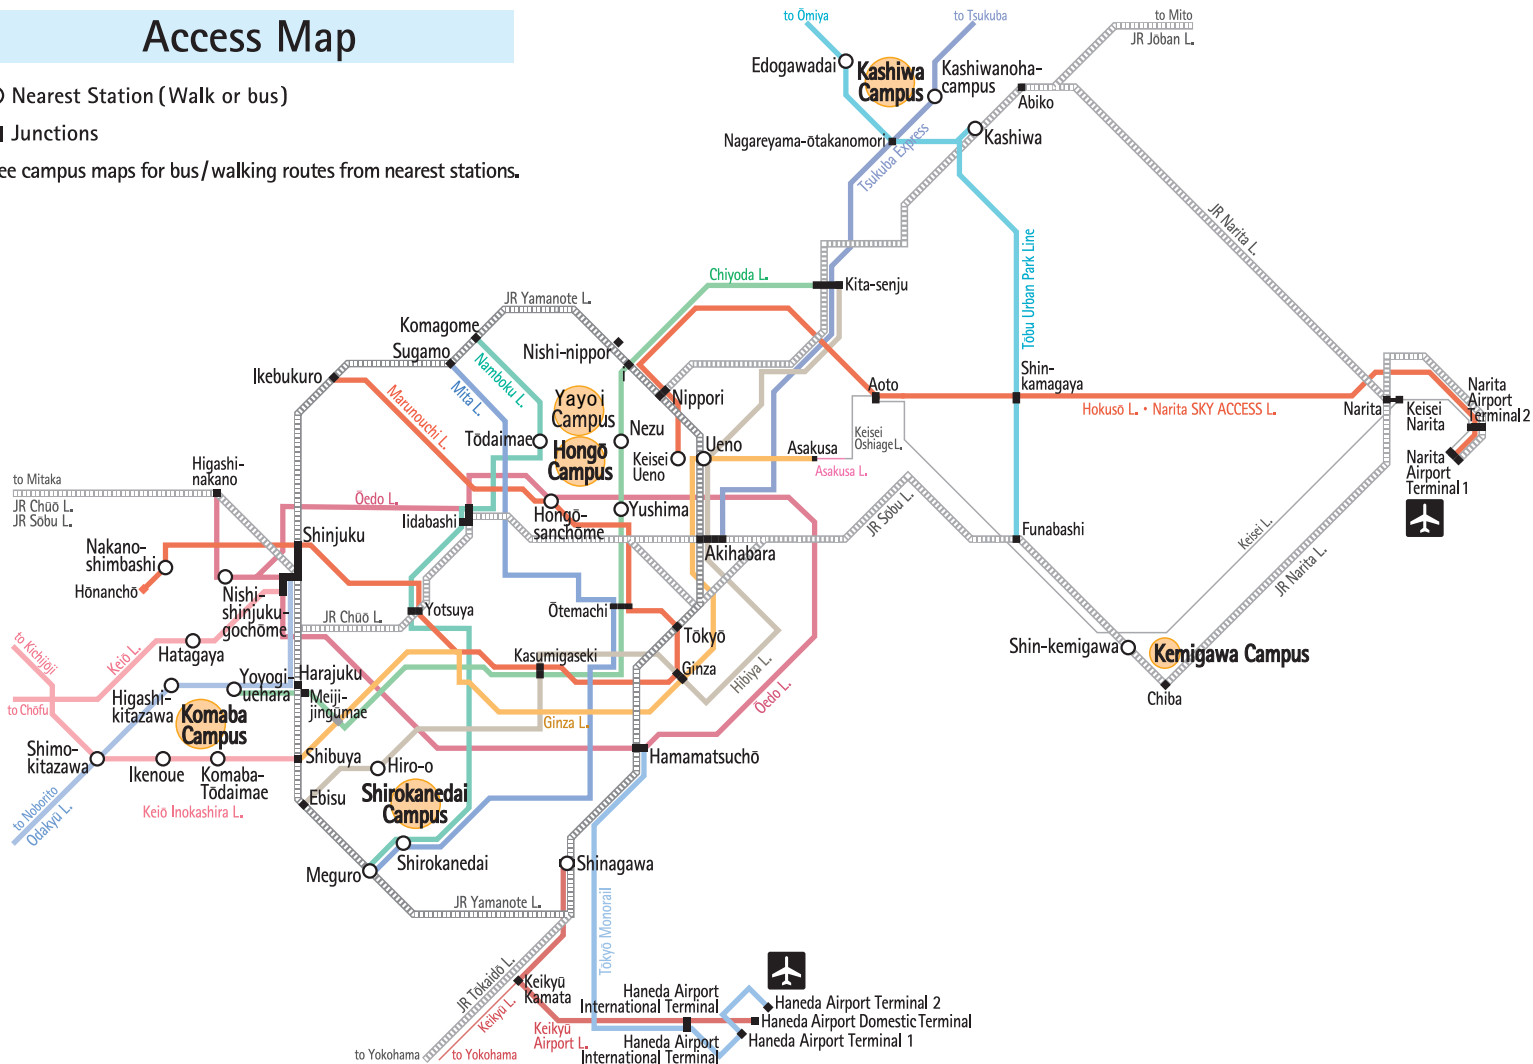 Access Map
Nearest Station (Walk or bus)
Junctions
ee campus maps for bus/walking routes from nearest stations.
to Ōmiya
to Tsukuba
to Mito
JR Jōban L.
Edogawadai
Kashiwa
Campus
Kashiwanoha-
campus
Abiko
Nagareyama-ōtakanomori
Kashiwa
Tsukuba Express
JR Narita L.
Tōbu Urban Park Line
Chiyoda L.
Kita-senju
JR Yamanote L.
Komagome
Sugamo
Nishi-nippor
i
Namboku L.
Mita L.
Ikebukuro
Marunouchi L.
Yayoi
Campus
Nippori
Aoto
Shin-
kamagaya
Hokusō L. • Narita SKY ACCESS L.
Narita
Keisei
Narita
Narita
Airport
Terminal 2
Narita
Airport
Terminal 1
Tōdaimae
Hongō
Campus
Nezu
Keisei
Ueno
Ueno
Asakusa
Asakusa L.
Keisei
Oshiage L.
Higashi-
nakano
to Mitaka
JR Chūō L.
JR Sōbu L.
Ōedo L.
Iidabashi
Hongō-
sanchōme
Yushima
JR Sōbu L.
Akihabara
Funabashi
Keisei L.
JR Narita L.
Shinjuku
Nakano-
shimbashi
Hōnanchō
Nishi-
shinjuku-
gochōme
JR Chūō L.
Yotsuya
Ōtemachi
Tōkyō
Ginza
Kasumigaseki
Hibiya L.
Ōedo L.
Shin-kemigawa
Kemigawa Campus
Chiba
to Kichijōji
Keiō L.
Hatagaya
to Chōfu
Higashi-
kitazawa
Yoyogi-
uehara
Harajuku
Meiji-
jingūmae
Komaba
Campus
Ginza L.
Shimo-
kitazawa
Ikenoue
Komaba-
Tōdaimae
Shibuya
Hiro-o
Hamamatsuchō
to Noborito
Odakyū L.
Keiō Inokashira L.
Ebisu
Shirokanedai
Campus
Shirokanedai
Meguro
Shinagawa
JR Yamanote L.
Tōkyō Monorail
JR Tōkaidō L.
Keikyū
Kamata
Keikyū L.
Keikyū
Airport L.
Haneda Airport
International Terminal
Haneda Airport Terminal 2
Haneda Airport Domestic Terminal
Haneda Airport Terminal 1
Haneda Airport
International Terminal
to Yokohama
to Yokohama